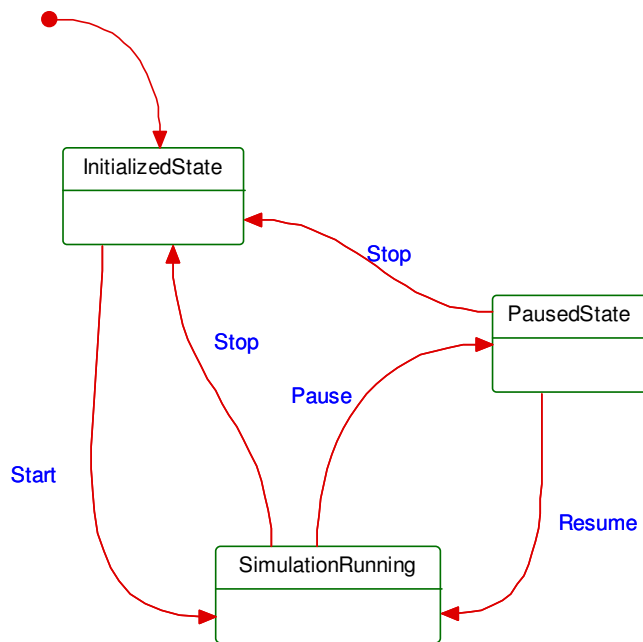 InitializedState
Stop
PausedState
Stop
Pause
Start
Resume
SimulationRunning